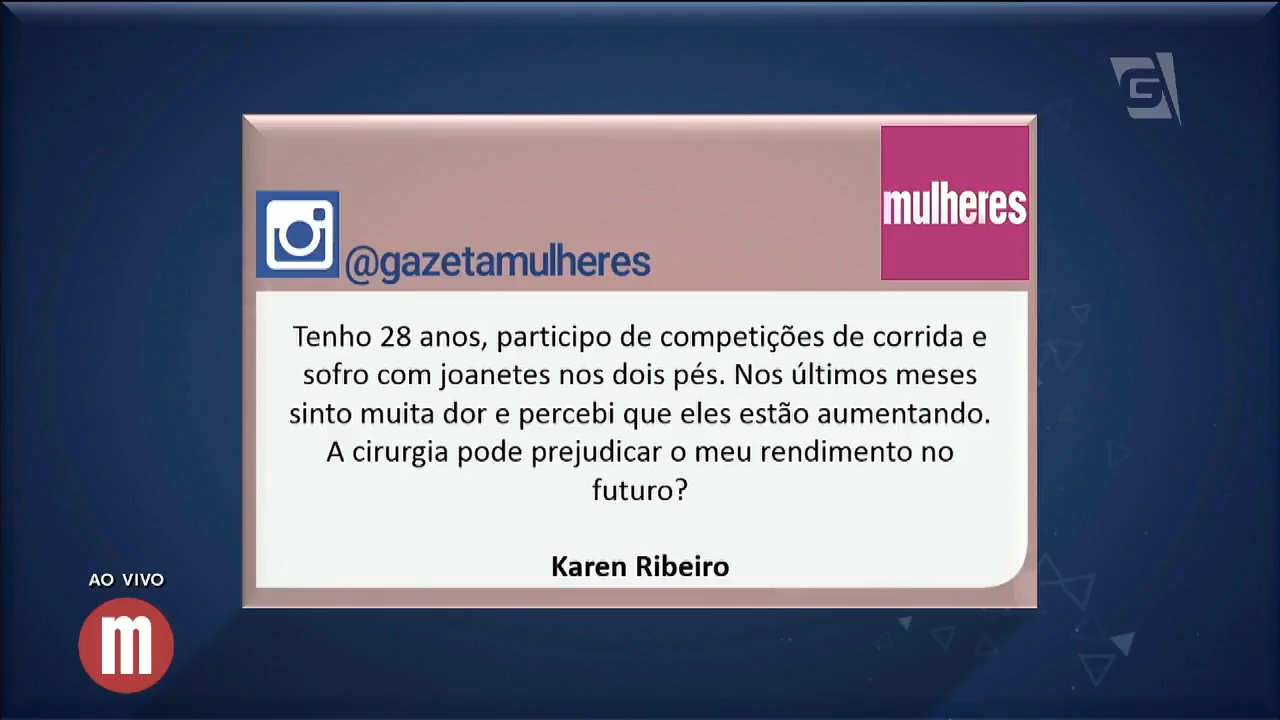 mulheres
@gazetamulheres
Tenho 28 anos, participo de competições de corrida e
sofro com joanetes nos dois pés. Nos últimos meses
sinto muita dor e percebi que eles estão aumentando.
A cirurgia pode prejudicar o meu rendimento no
futuro?
Karen Ribeiro
AO VIVO
m
G